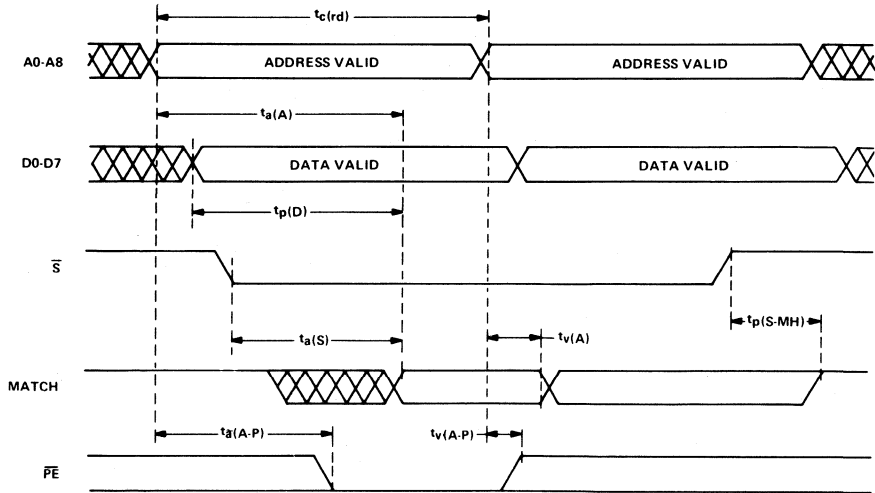 tc(rd)
A0-A8 ADDRESS VALID ADDRESS VALID
ta(A)
D0-D7 DATA VALID DATA VALID
tp(D)
S̅
tp(S-MH)
ta(S) tv(A)
MATCH
ta(A-P) tv(A-P)
P̅E̅